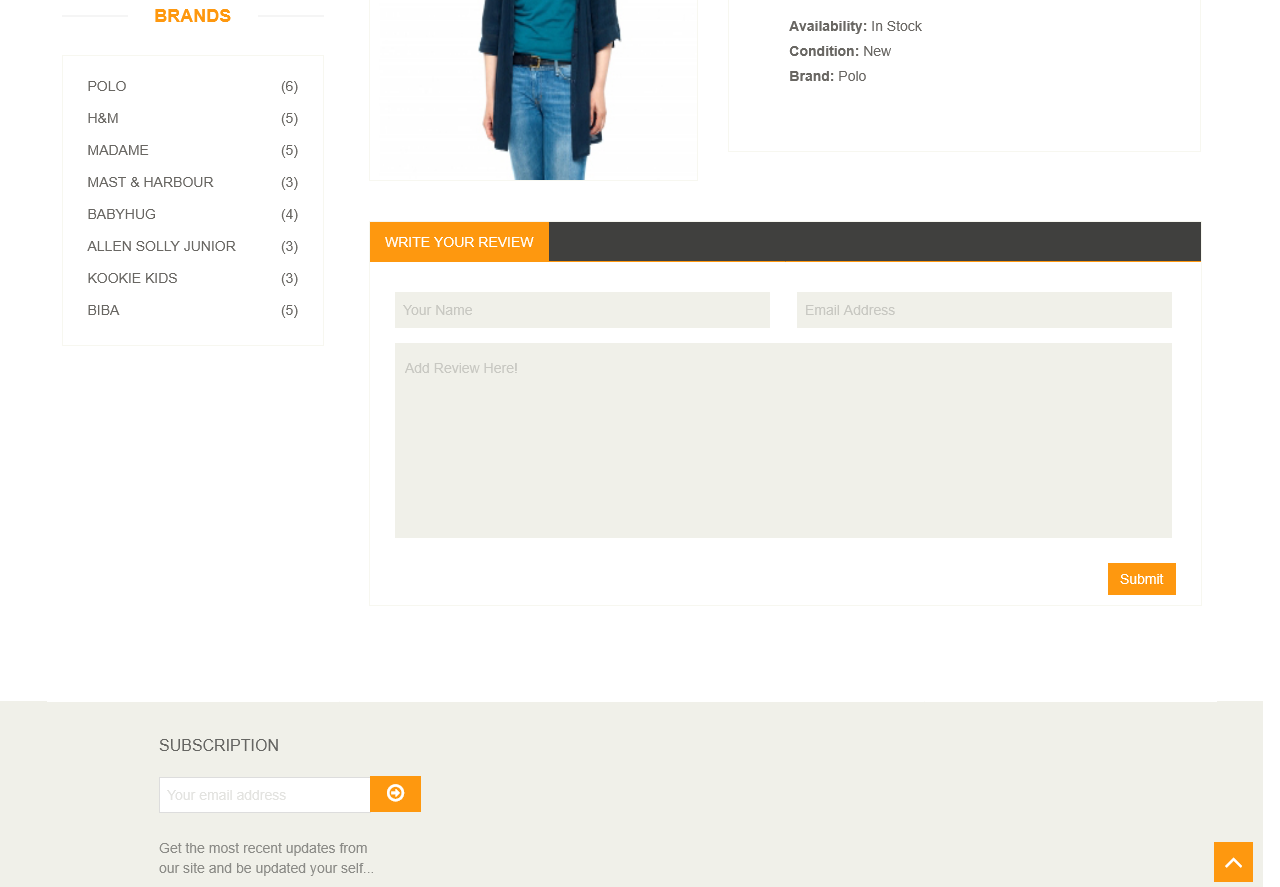 BRANDS
POLO (6)
H&M (5)
MADAME (5)
MAST & HARBOUR (3)
BABYHUG (4)
ALLEN SOLLY JUNIOR (3)
KOOKIE KIDS (3)
BIBA (5)
Availability: In Stock
Condition: New
Brand: Polo
WRITE YOUR REVIEW
Your Name Email Address
Add Review Here!
Submit
SUBSCRIPTION
Your email address
Get the most recent updates from
our site and be updated your self...